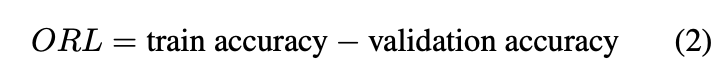 ORL = train accuracy − validation accuracy (2)